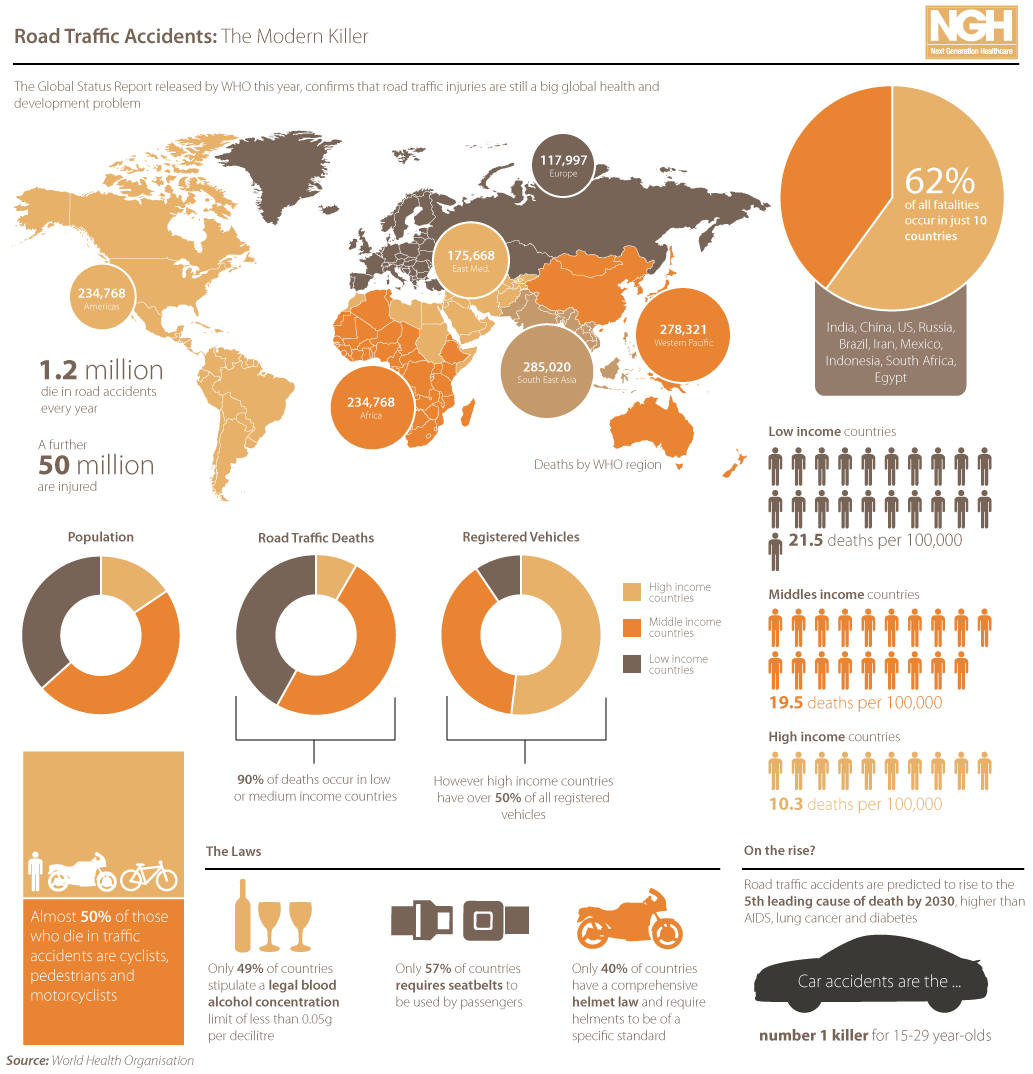 Road Traffic Accidents: The Modern Killer
NGH
Next Generation Healthcare
The Global Status Report released by WHO this year, confirms that road traffic injuries are still a big global health and
development problem
117,997
Europe
175,668
East Med.
234,768
Americas
278,321
Western Pacific
285,020
South East Asia
234,768
Africa
1.2 million
die in road accidents
every year
A further
50 million
are injured
Deaths by WHO region
62%
of all fatalities
occur in just 10
countries
India, China, US, Russia,
Brazil, Iran, Mexico,
Indonesia, South Africa,
Egypt
Low income countries
21.5 deaths per 100,000
Middles income countries
19.5 deaths per 100,000
High income countries
10.3 deaths per 100,000
Population
Road Traffic Deaths
Registered Vehicles
High income
countries
Middle income
countries
Low income
countries
90% of deaths occur in low
or medium income countries
However high income countries
have over 50% of all registered
vehicles
Almost 50% of those
who die in traffic
accidents are cyclists,
pedestrians and
motorcyclists
The Laws
Only 49% of countries
stipulate a legal blood
alcohol concentration
limit of less than 0.05g
per decilitre
Only 57% of countries
requires seatbelts to
be used by passengers
Only 40% of countries
have a comprehensive
helmet law and require
helments to be of a
specific standard
On the rise?
Road traffic accidents are predicted to rise to the
5th leading cause of death by 2030, higher than
AIDS, lung cancer and diabetes
Car accidents are the ...
number 1 killer for 15-29 year-olds
Source: World Health Organisation